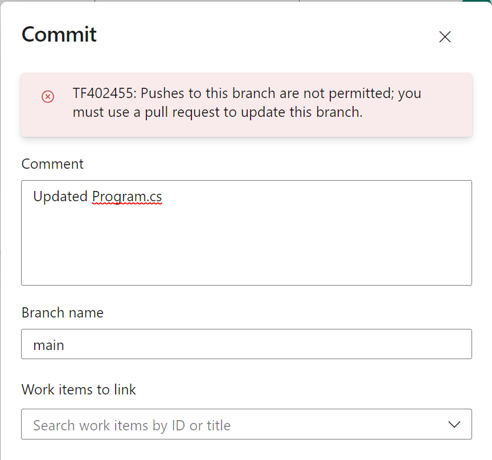 Commit
TF402455: Pushes to this branch are not permitted; you
must use a pull request to update this branch.
Comment
Updated Program.cs
Branch name
main
Work items to link
Search work items by ID or title